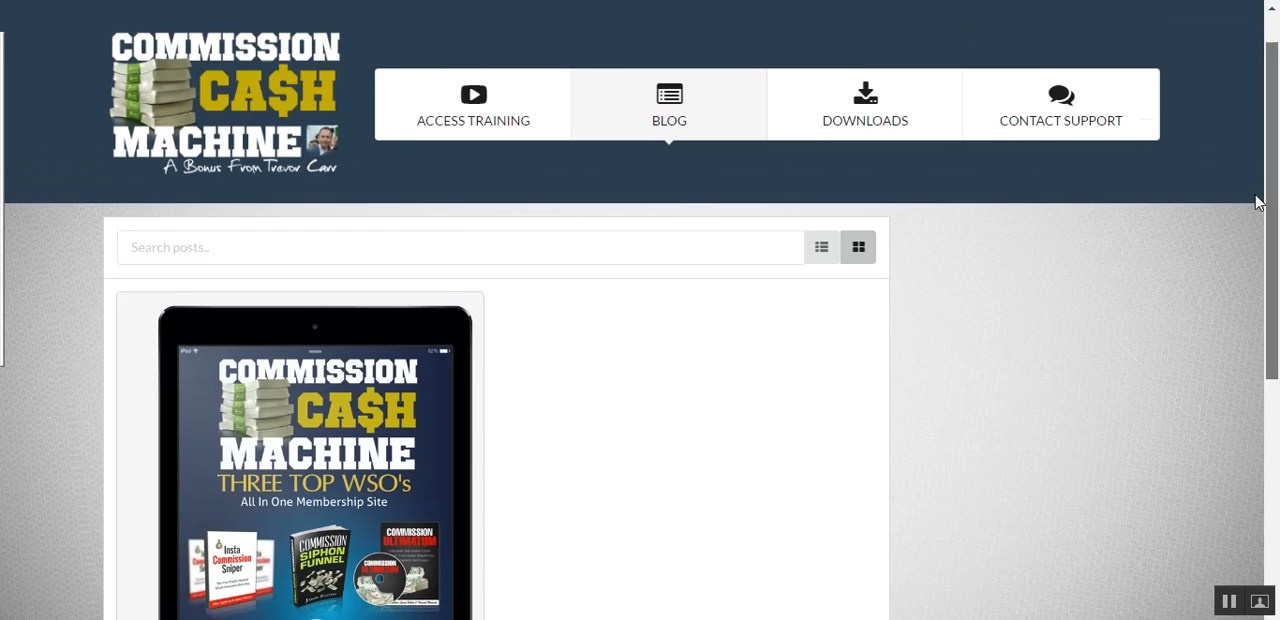 COMMISSION
CA$H
MACHINE
A Bonus From Trevor Carr
ACCESS TRAINING
BLOG
DOWNLOADS
CONTACT SUPPORT
Search posts..
iPad
COMMISSION
CA$H
MACHINE
THREE TOP WSO's
All In One Membership Site
Insta
Commission
Sniper
COMMISSION
SIPHON
FUNNEL
COMMISSION
ULTIMATUM